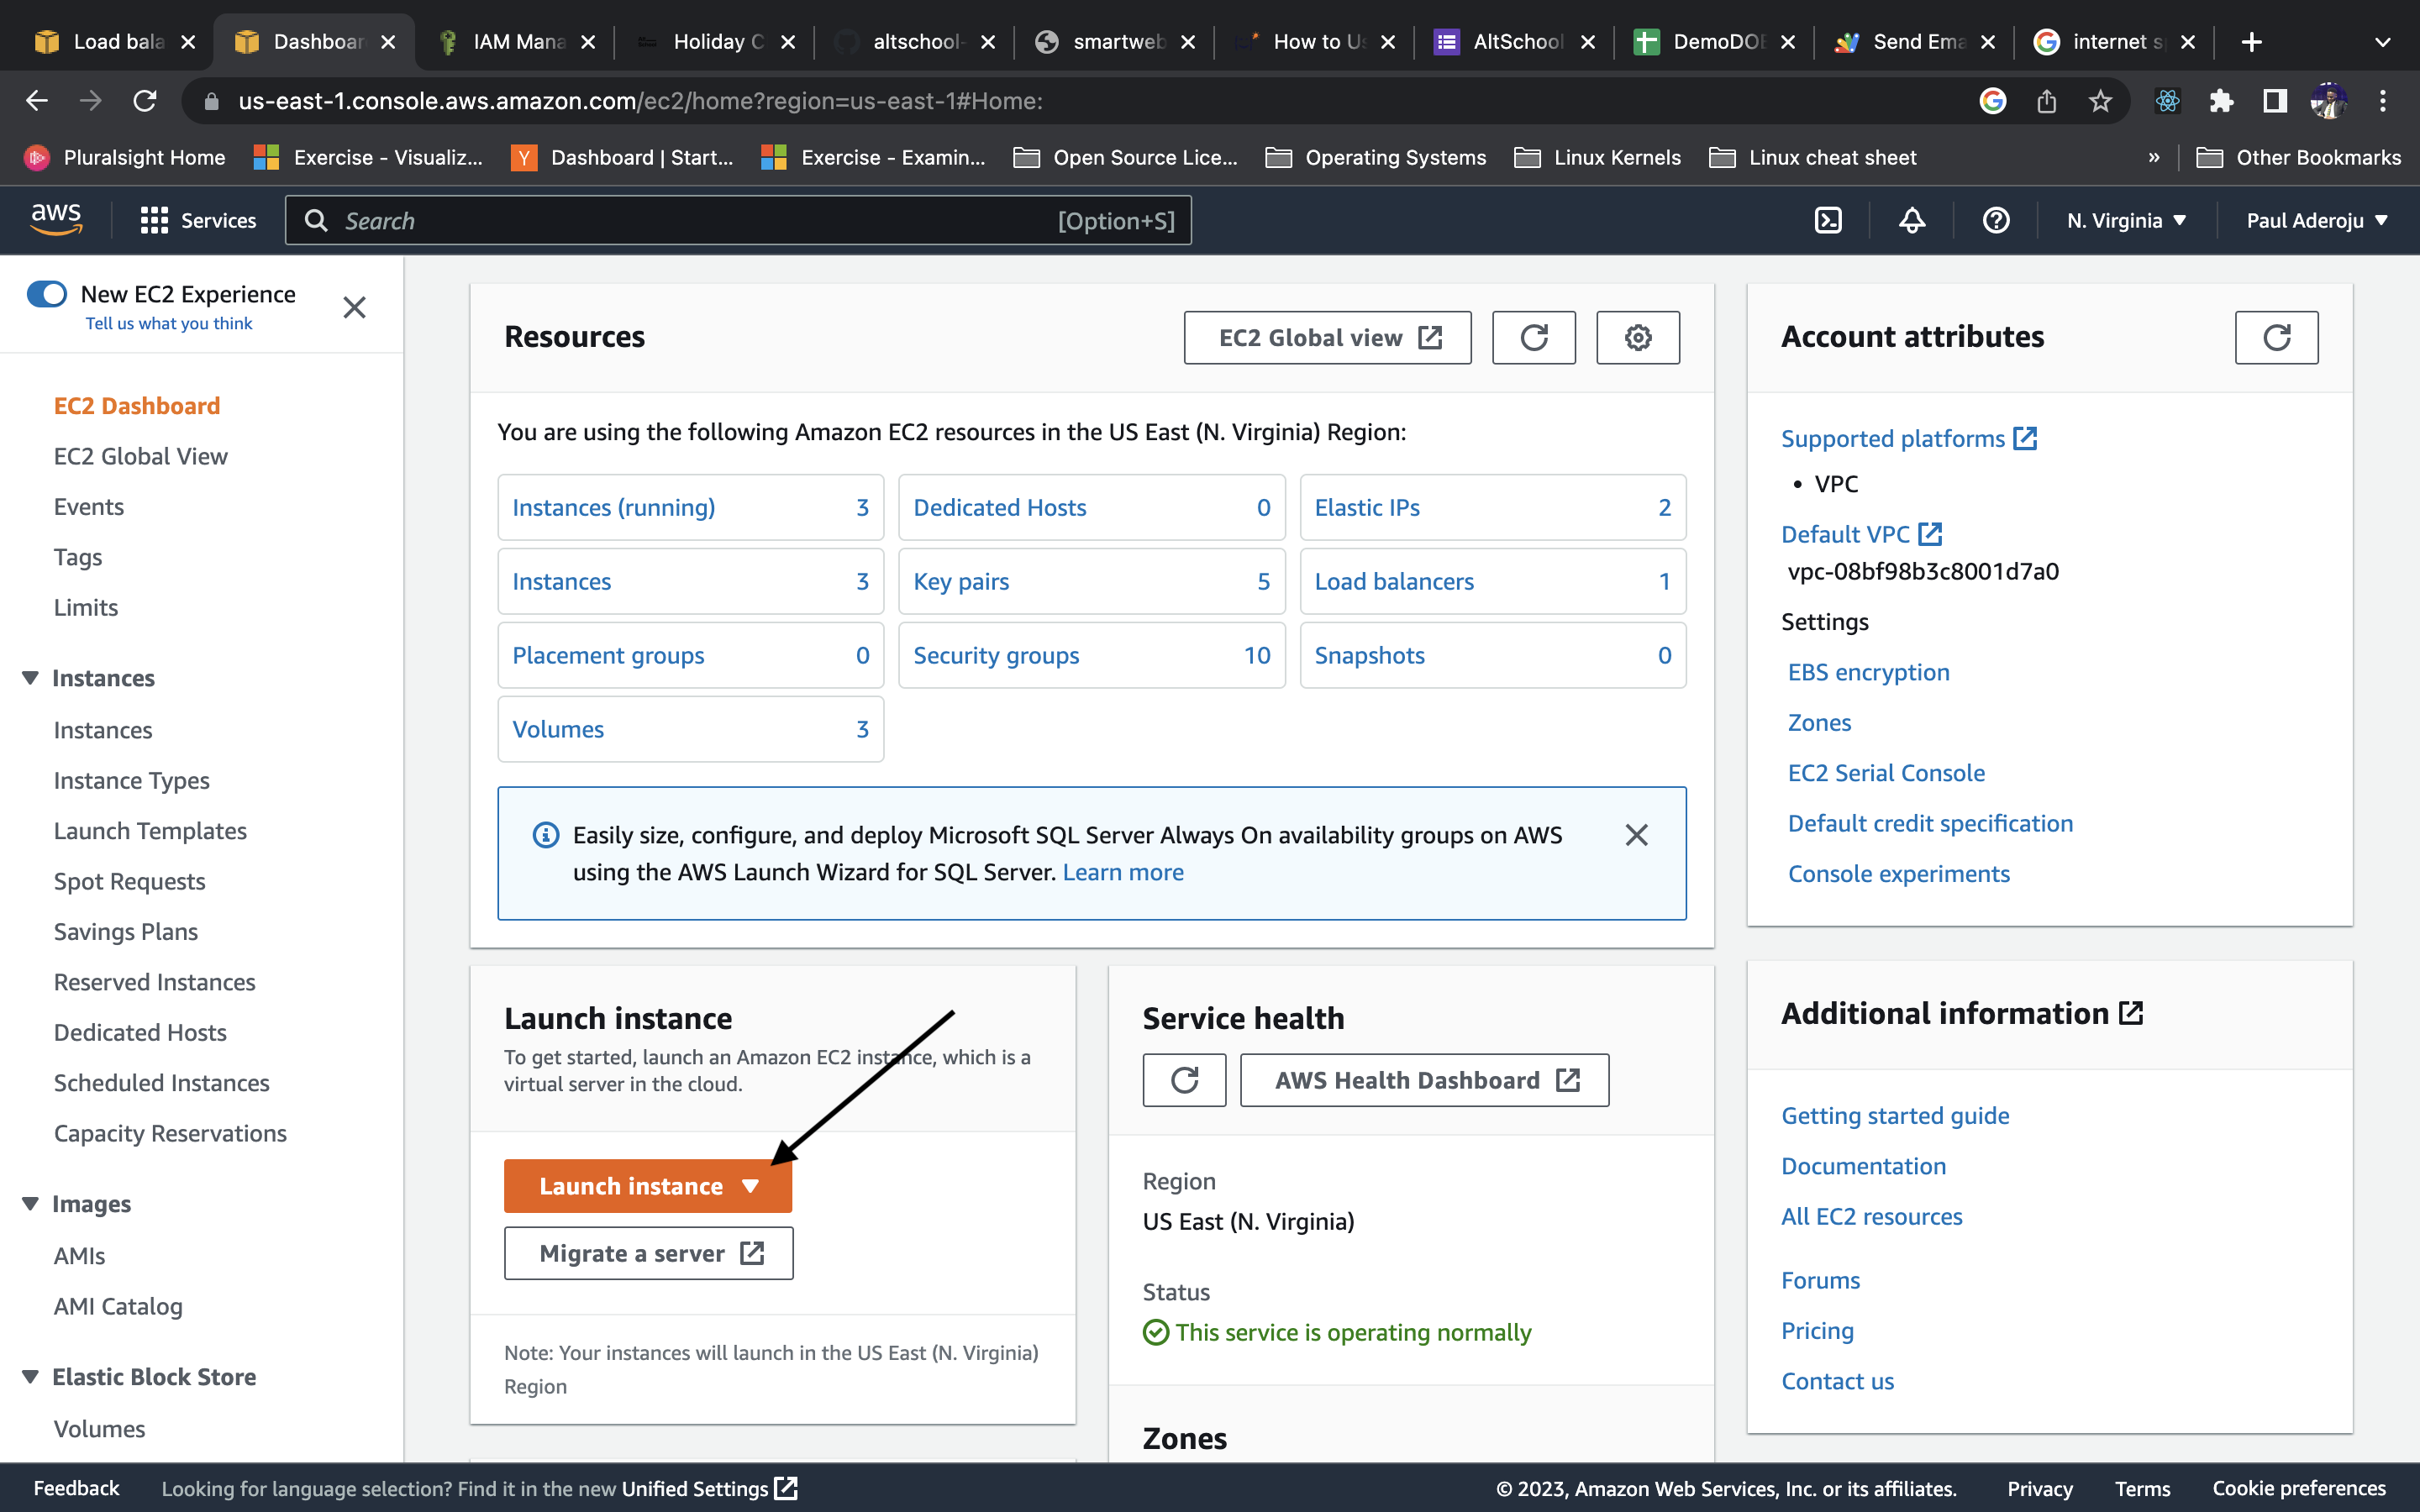 Load bala
Dashboar
IAM Mana
Holiday C
altschool-
smartweb
How to Us
AltSchool
DemoDOE
Send Ema
internet s
us-east-1.console.aws.amazon.com/ec2/home?region=us-east-1#Home:
Pluralsight Home
Exercise - Visualiz...
Dashboard | Start...
Exercise - Examin...
Open Source Lice...
Operating Systems
Linux Kernels
Linux cheat sheet
»
Other Bookmarks
aws
Services
Search
[Option+S]
N. Virginia
Paul Aderoju
New EC2 Experience
Tell us what you think
EC2 Dashboard
EC2 Global View
Events
Tags
Limits
Instances
Instances
Instance Types
Launch Templates
Spot Requests
Savings Plans
Reserved Instances
Dedicated Hosts
Scheduled Instances
Capacity Reservations
Images
AMIs
AMI Catalog
Elastic Block Store
Volumes
Resources
EC2 Global view
You are using the following Amazon EC2 resources in the US East (N. Virginia) Region:
Instances (running) 3
Dedicated Hosts 0
Elastic IPs 2
Instances 3
Key pairs 5
Load balancers 1
Placement groups 0
Security groups 10
Snapshots 0
Volumes 3
Easily size, configure, and deploy Microsoft SQL Server Always On availability groups on AWS
using the AWS Launch Wizard for SQL Server. Learn more
Launch instance
To get started, launch an Amazon EC2 instance, which is a
virtual server in the cloud.
Launch instance
Migrate a server
Note: Your instances will launch in the US East (N. Virginia)
Region
Service health
AWS Health Dashboard
Region
US East (N. Virginia)
Status
This service is operating normally
Zones
Account attributes
Supported platforms
• VPC
Default VPC
vpc-08bf98b3c8001d7a0
Settings
EBS encryption
Zones
EC2 Serial Console
Default credit specification
Console experiments
Additional information
Getting started guide
Documentation
All EC2 resources
Forums
Pricing
Contact us
Feedback
Looking for language selection? Find it in the new Unified Settings
© 2023, Amazon Web Services, Inc. or its affiliates.
Privacy
Terms
Cookie preferences